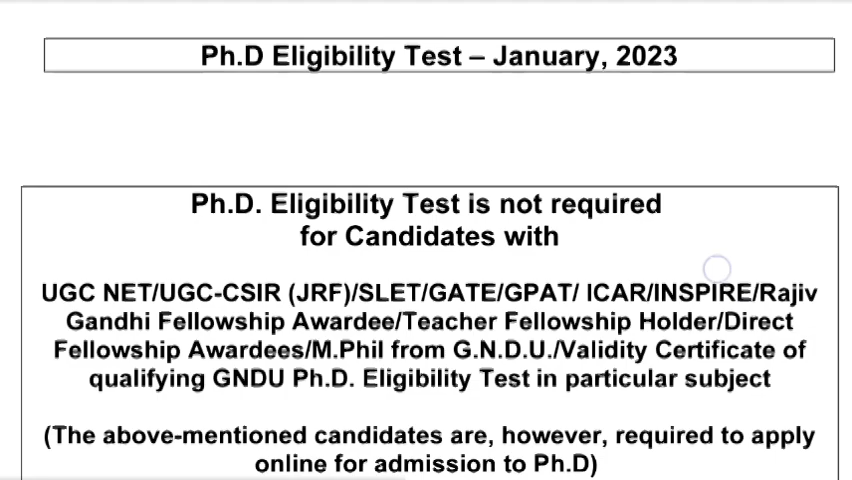 Ph.D Eligibility Test – January, 2023
Ph.D. Eligibility Test is not required
for Candidates with
UGC NET/UGC-CSIR (JRF)/SLET/GATE/GPAT/ ICAR/INSPIRE/Rajiv
Gandhi Fellowship Awardee/Teacher Fellowship Holder/Direct
Fellowship Awardees/M.Phil from G.N.D.U./Validity Certificate of
qualifying GNDU Ph.D. Eligibility Test in particular subject
(The above-mentioned candidates are, however, required to apply
online for admission to Ph.D)